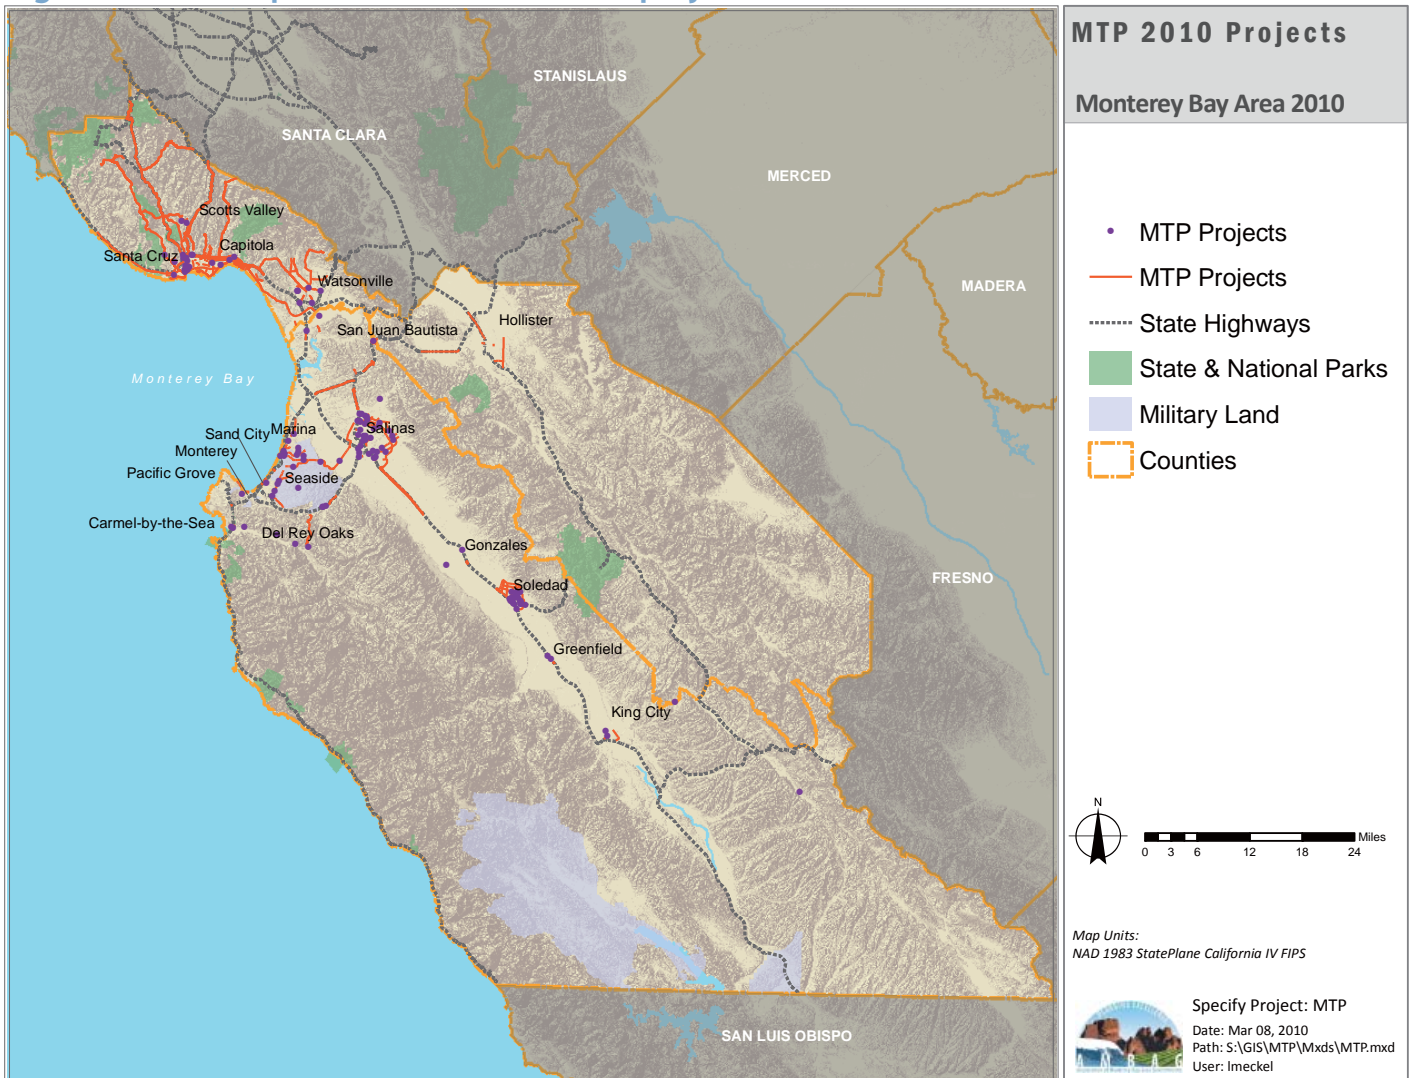 MTP 2010 Projects
Monterey Bay Area 2010
MTP Projects
MTP Projects
State Highways
State & National Parks
Military Land
Counties
STANISLAUS
SANTA CLARA
MERCED
MADERA
FRESNO
SAN LUIS OBISPO
Scotts Valley
Capitola
Santa Cruz
Watsonville
San Juan Bautista
Hollister
Monterey Bay
Salinas
Marina
Sand City
Monterey
Pacific Grove
Seaside
Carmel-by-the-Sea
Del Rey Oaks
Gonzales
Soledad
Greenfield
King City
N
Miles
0 3 6 12 18 24
Map Units:
NAD 1983 StatePlane California IV FIPS
Specify Project: MTP
Date: Mar 08, 2010
Path: S:\GIS\MTP\Mxds\MTP.mxd
User: lmeckel
AMBAG